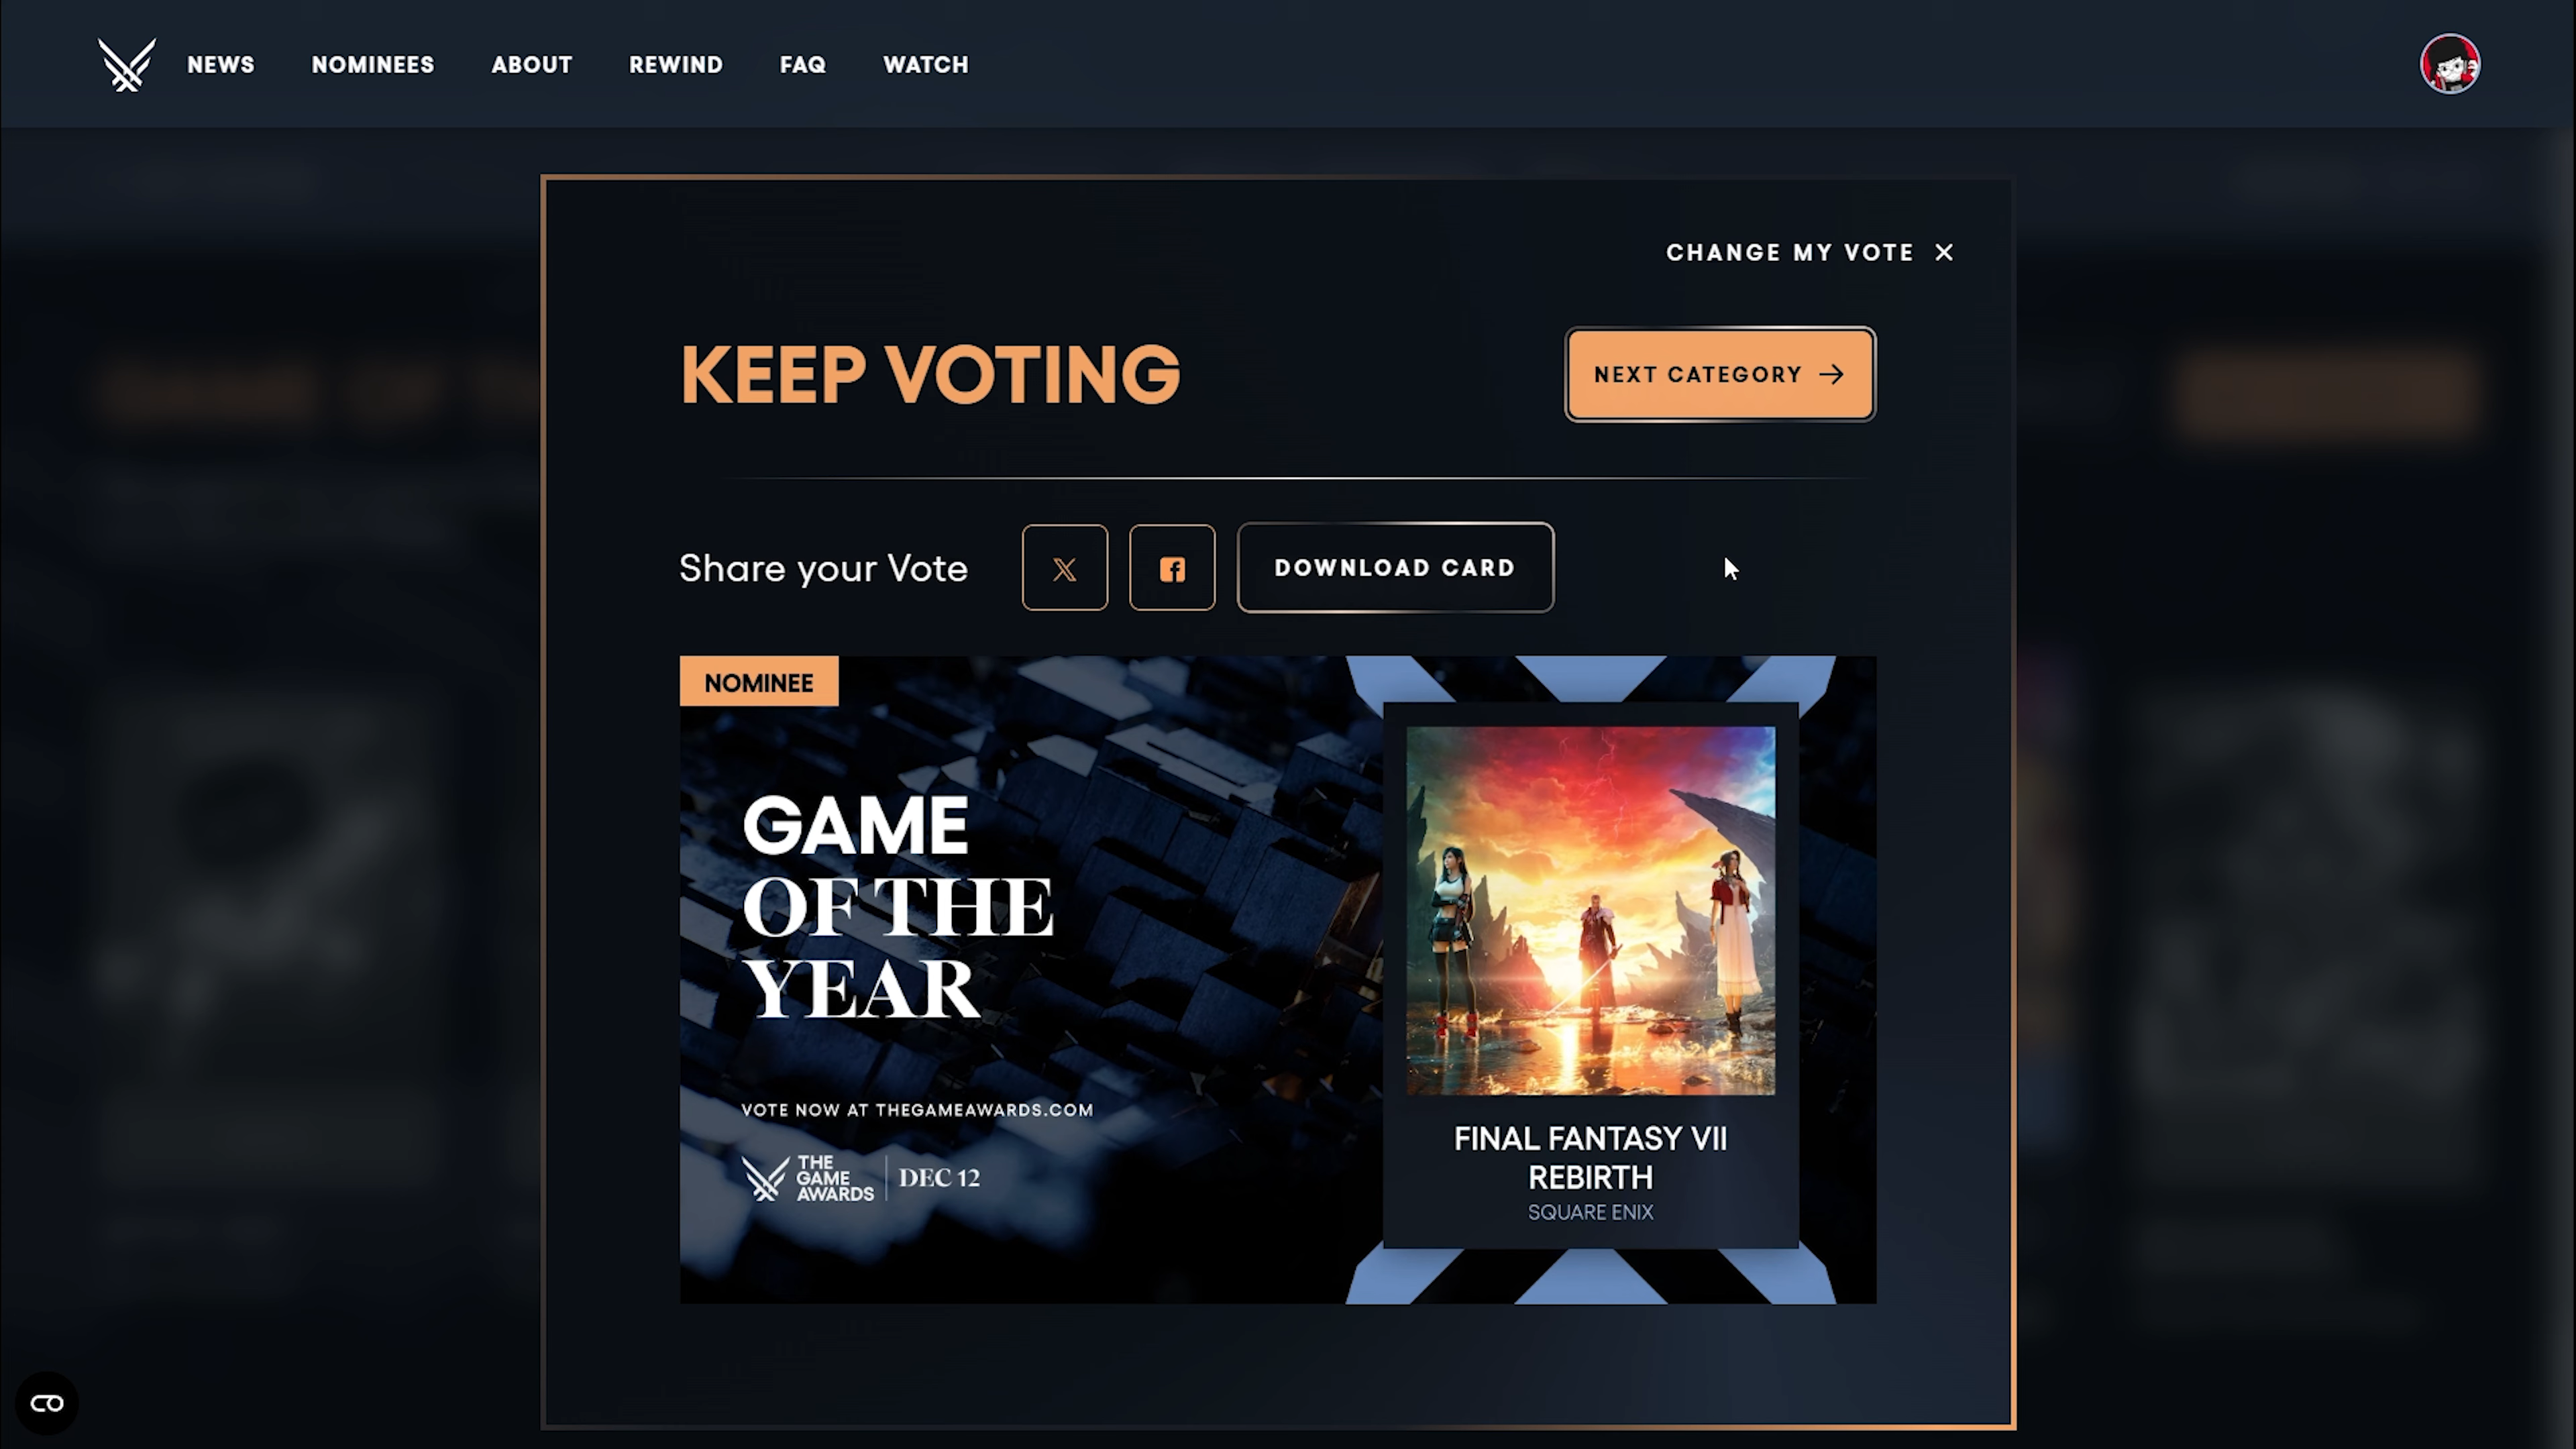 NEWS NOMINEES ABOUT REWIND FAQ WATCH
CHANGE MY VOTE
KEEP VOTING
NEXT CATEGORY
Share your Vote
DOWNLOAD CARD
NOMINEE
GAME
OF THE
YEAR
VOTE NOW AT THEGAMEAWARDS.COM
THE
GAME
AWARDS
DEC 12
FINAL FANTASY VII
REBIRTH
SQUARE ENIX